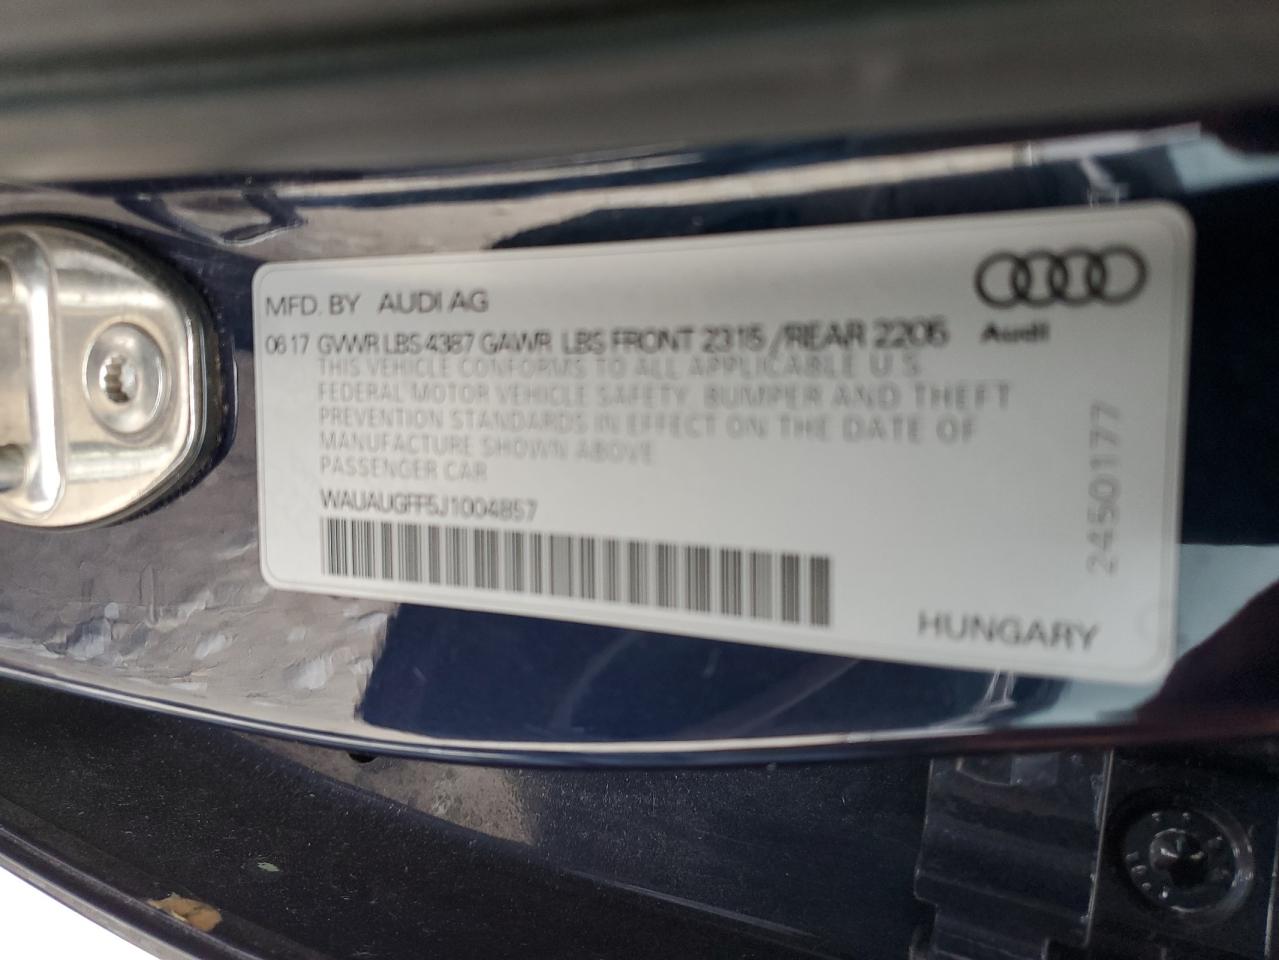 MFD. BY AUDI AG
Audi
06 17 GVWR LBS 4387 GAWR LBS FRONT 2315 /REAR 2205
THIS VEHICLE CONFORMS TO ALL APPLICABLE U.S
FEDERAL MOTOR VEHICLE SAFETY, BUMPER AND THEFT
PREVENTION STANDARDS IN EFFECT ON THE DATE OF
MANUFACTURE SHOWN ABOVE
PASSENGER CAR
WAUAUGFF5J1004857
24501177
HUNGARY